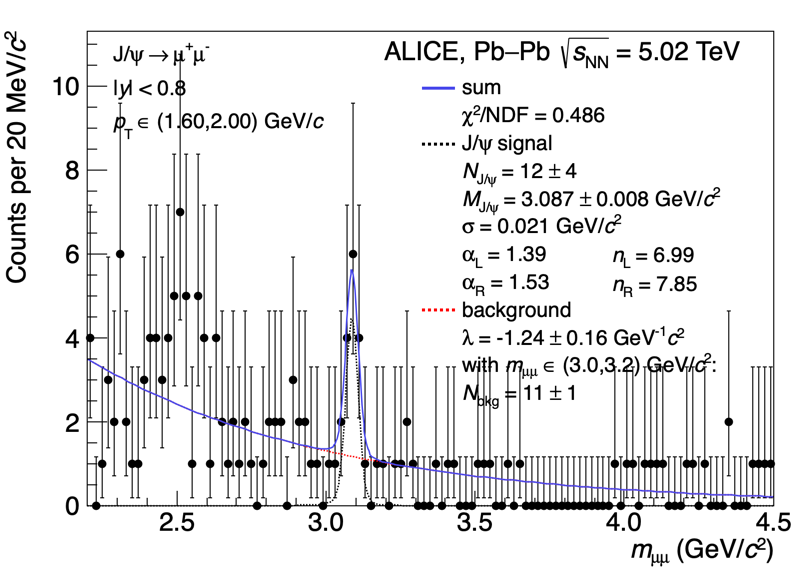 Counts per 20 MeV/c²
J/ψ → μ⁺μ⁻
|y| < 0.8
p_T ∈ (1.60,2.00) GeV/c
ALICE, Pb–Pb √s_NN = 5.02 TeV
sum
χ²/NDF = 0.486
J/ψ signal
N_J/ψ = 12 ± 4
M_J/ψ = 3.087 ± 0.008 GeV/c²
σ = 0.021 GeV/c²
α_L = 1.39 n_L = 6.99
α_R = 1.53 n_R = 7.85
background
λ = -1.24 ± 0.16 GeV⁻¹c²
with m_μμ ∈ (3.0,3.2) GeV/c²:
N_bkg = 11 ± 1
10
8
6
4
2
0
2.5 3.0 3.5 4.0 4.5
m_μμ (GeV/c²)